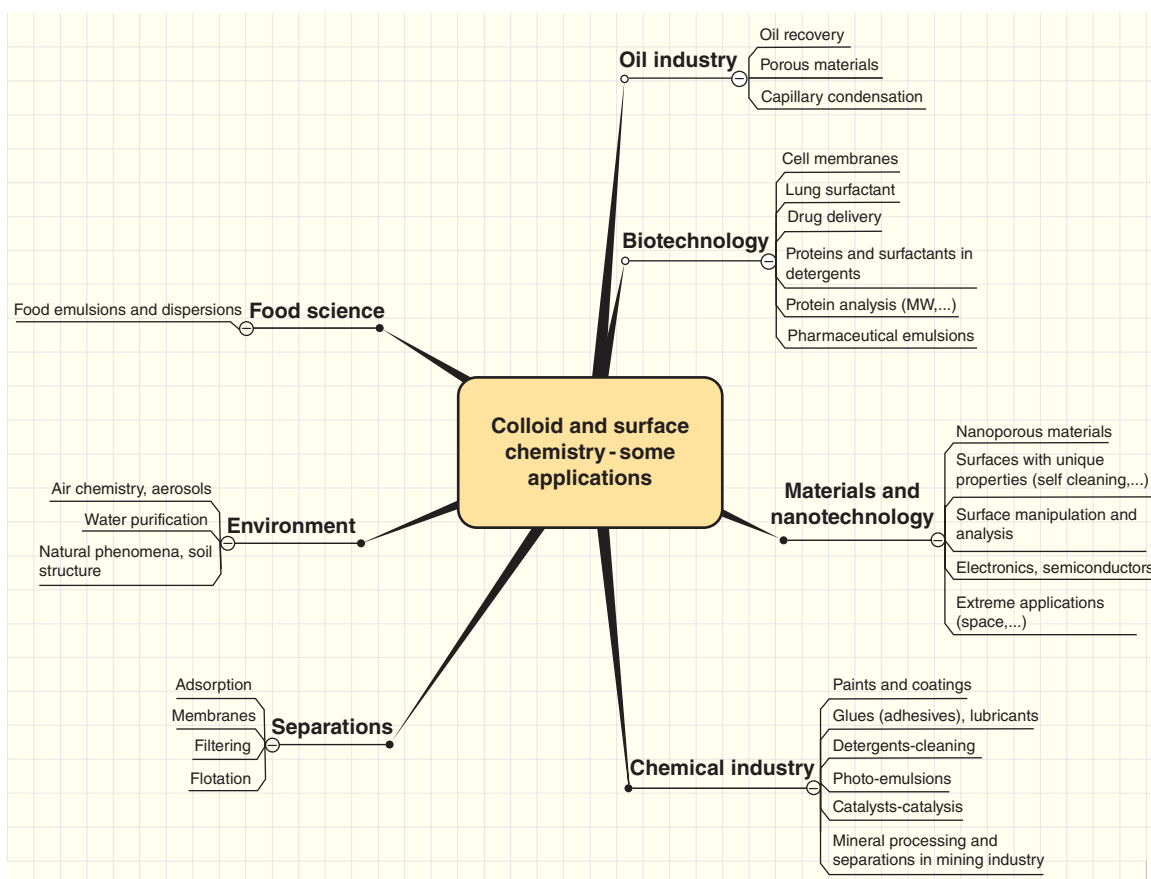 Oil industry
Oil recovery
Porous materials
Capillary condensation
Biotechnology
Cell membranes
Lung surfactant
Drug delivery
Proteins and surfactants in
detergents
Protein analysis (MW,...)
Pharmaceutical emulsions
Food science
Food emulsions and dispersions
Colloid and surface
chemistry - some
applications
Materials and
nanotechnology
Nanoporous materials
Surfaces with unique
properties (self cleaning,...)
Surface manipulation and
analysis
Electronics, semiconductors
Extreme applications
(space,...)
Environment
Air chemistry, aerosols
Water purification
Natural phenomena, soil
structure
Separations
Adsorption
Membranes
Filtering
Flotation
Chemical industry
Paints and coatings
Glues (adhesives), lubricants
Detergents-cleaning
Photo-emulsions
Catalysts-catalysis
Mineral processing and
separations in mining industry